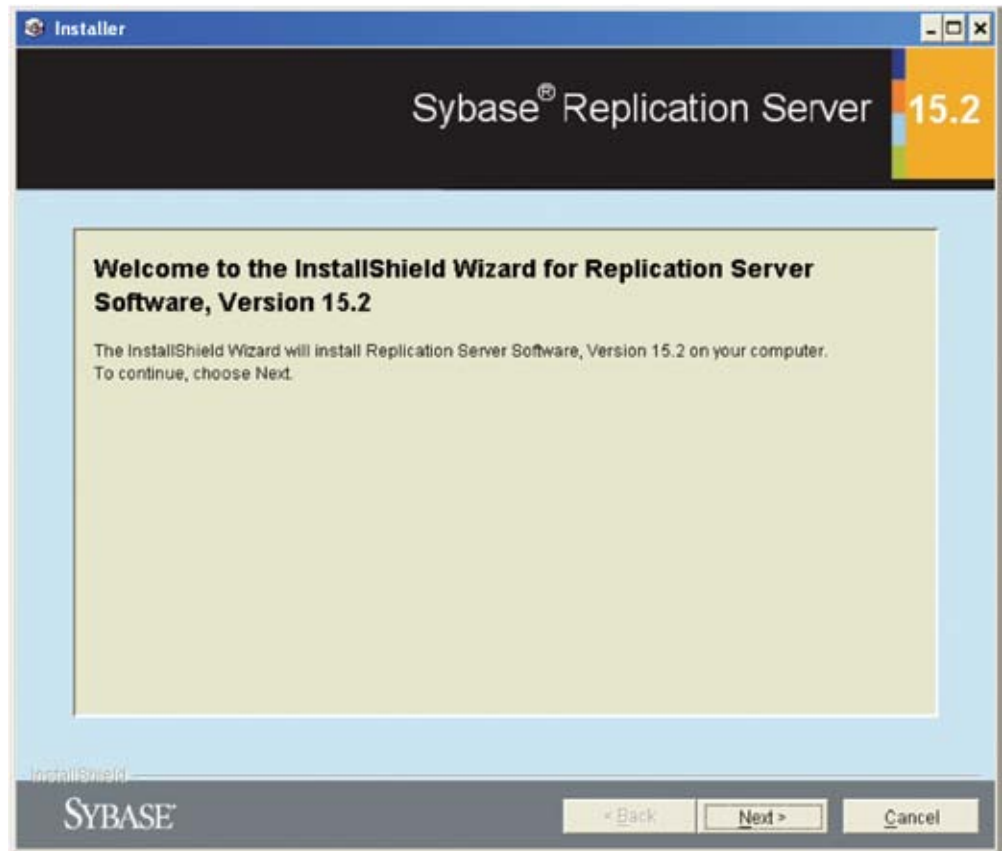 Installer
Sybase® Replication Server 15.2
Welcome to the InstallShield Wizard for Replication Server
Software, Version 15.2
The InstallShield Wizard will install Replication Server Software, Version 15.2 on your computer.
To continue, choose Next.
InstallShield
SYBASE
< Back Next > Cancel